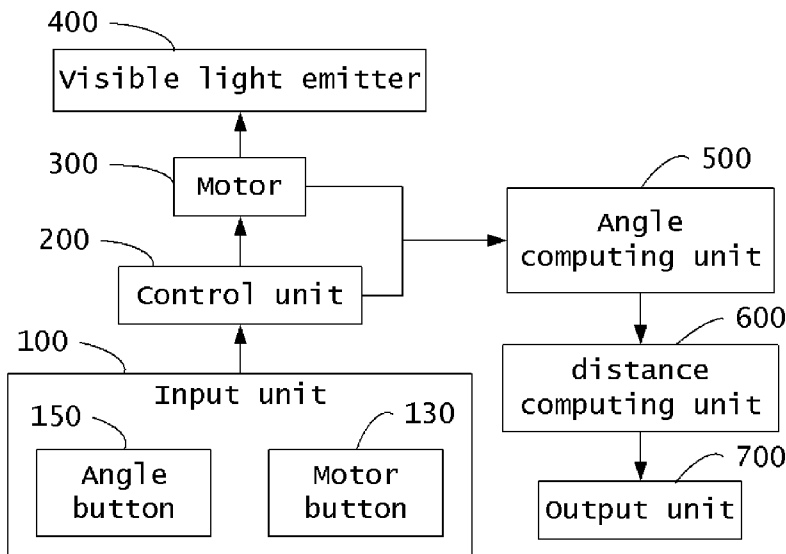 400
Visible light emitter
300
Motor
500
Angle
computing unit
200
Control unit
600
distance
computing unit
100
Input unit
150
Angle
button
130
Motor
button
700
Output unit